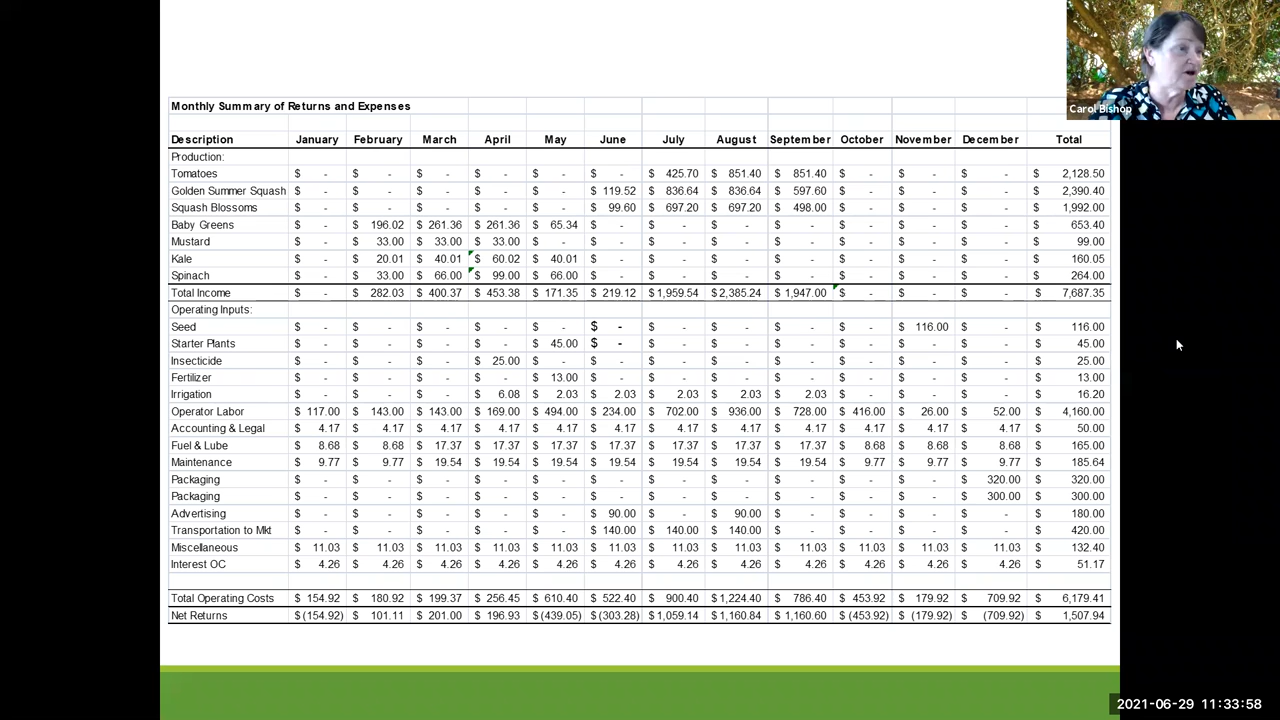 Carol Bishop
Monthly Summary of Returns and Expenses
Description January February March April May June July August September October November December Total
Production:
Tomatoes $ - $ - $ - $ - $ - $ - $ 425.70 $ 851.40 $ 851.40 $ - $ - $ - $ 2,128.50
Golden Summer Squash $ - $ - $ - $ - $ - $ 119.52 $ 836.64 $ 836.64 $ 597.60 $ - $ - $ - $ 2,390.40
Squash Blossoms $ - $ - $ - $ - $ - $ 99.60 $ 697.20 $ 697.20 $ 498.00 $ - $ - $ - $ 1,992.00
Baby Greens $ - $ 196.02 $ 261.36 $ 261.36 $ 65.34 $ - $ - $ - $ - $ - $ - $ - $ 653.40
Mustard $ - $ 33.00 $ 33.00 $ 33.00 $ - $ - $ - $ - $ - $ - $ - $ - $ 99.00
Kale $ - $ 20.01 $ 40.01 $ 60.02 $ 40.01 $ - $ - $ - $ - $ - $ - $ - $ 160.05
Spinach $ - $ 33.00 $ 66.00 $ 99.00 $ 66.00 $ - $ - $ - $ - $ - $ - $ - $ 264.00
Total Income $ - $ 282.03 $ 400.37 $ 453.38 $ 171.35 $ 219.12 $ 1,959.54 $ 2,385.24 $ 1,947.00 $ - $ - $ - $ 7,687.35
Operating Inputs:
Seed $ - $ - $ - $ - $ - $ - $ - $ - $ - $ - $ 116.00 $ - $ 116.00
Starter Plants $ - $ - $ - $ - $ 45.00 $ - $ - $ - $ - $ - $ - $ - $ 45.00
Insecticide $ - $ - $ - $ 25.00 $ - $ - $ - $ - $ - $ - $ - $ - $ 25.00
Fertilizer $ - $ - $ - $ - $ 13.00 $ - $ - $ - $ - $ - $ - $ - $ 13.00
Irrigation $ - $ - $ - $ 6.08 $ 2.03 $ 2.03 $ 2.03 $ 2.03 $ 2.03 $ - $ - $ - $ 16.20
Operator Labor $ 117.00 $ 143.00 $ 143.00 $ 169.00 $ 494.00 $ 234.00 $ 702.00 $ 936.00 $ 728.00 $ 416.00 $ 26.00 $ 52.00 $ 4,160.00
Accounting & Legal $ 4.17 $ 4.17 $ 4.17 $ 4.17 $ 4.17 $ 4.17 $ 4.17 $ 4.17 $ 4.17 $ 4.17 $ 4.17 $ 4.17 $ 50.00
Fuel & Lube $ 8.68 $ 8.68 $ 17.37 $ 17.37 $ 17.37 $ 17.37 $ 17.37 $ 17.37 $ 17.37 $ 8.68 $ 8.68 $ 8.68 $ 165.00
Maintenance $ 9.77 $ 9.77 $ 19.54 $ 19.54 $ 19.54 $ 19.54 $ 19.54 $ 19.54 $ 19.54 $ 9.77 $ 9.77 $ 9.77 $ 185.64
Packaging $ - $ - $ - $ - $ - $ - $ - $ - $ - $ - $ - $ 320.00 $ 320.00
Packaging $ - $ - $ - $ - $ - $ - $ - $ - $ - $ - $ - $ 300.00 $ 300.00
Advertising $ - $ - $ - $ - $ - $ 90.00 $ - $ 90.00 $ - $ - $ - $ - $ 180.00
Transportation to Mkt $ - $ - $ - $ - $ - $ 140.00 $ 140.00 $ 140.00 $ - $ - $ - $ - $ 420.00
Miscellaneous $ 11.03 $ 11.03 $ 11.03 $ 11.03 $ 11.03 $ 11.03 $ 11.03 $ 11.03 $ 11.03 $ 11.03 $ 11.03 $ 11.03 $ 132.40
Interest OC $ 4.26 $ 4.26 $ 4.26 $ 4.26 $ 4.26 $ 4.26 $ 4.26 $ 4.26 $ 4.26 $ 4.26 $ 4.26 $ 4.26 $ 51.17
Total Operating Costs $ 154.92 $ 180.92 $ 199.37 $ 256.45 $ 610.40 $ 522.40 $ 900.40 $ 1,224.40 $ 786.40 $ 453.92 $ 179.92 $ 709.92 $ 6,179.41
Net Returns $ (154.92) $ 101.11 $ 201.00 $ 196.93 $ (439.05) $ (303.28) $ 1,059.14 $ 1,160.84 $ 1,160.60 $ (453.92) $ (179.92) $ (709.92) $ 1,507.94
2021-06-29 11:33:58